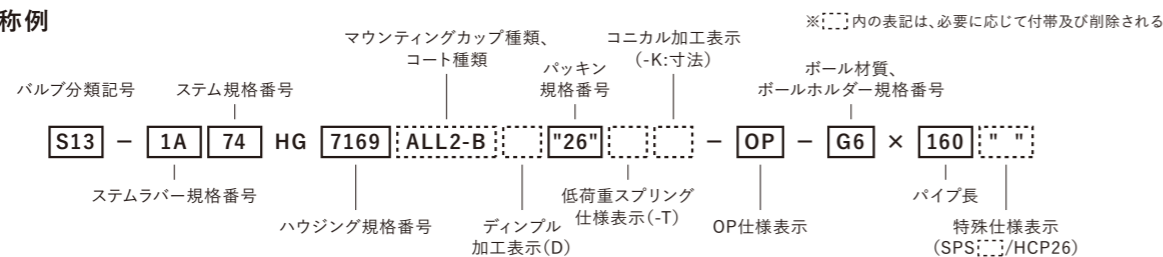 称例
※[ ]内の表記は、必要に応じて付帯及び削除される
マウンティングカップ種類、
コート種類
コニカル加工表示
(-K:寸法)
バルブ分類記号
ステム規格番号
パッキン
規格番号
ボール材質、
ボールホルダー規格番号
S13 － 1A 74 HG 7169 ALL2-B "26" － OP － G6 × 160 " "
ステムラバー規格番号
ハウジング規格番号
ディンプル
加工表示(D)
低荷重スプリング
仕様表示(-T)
OP仕様表示
パイプ長
特殊仕様表示
(SPS[ ]/HCP26)